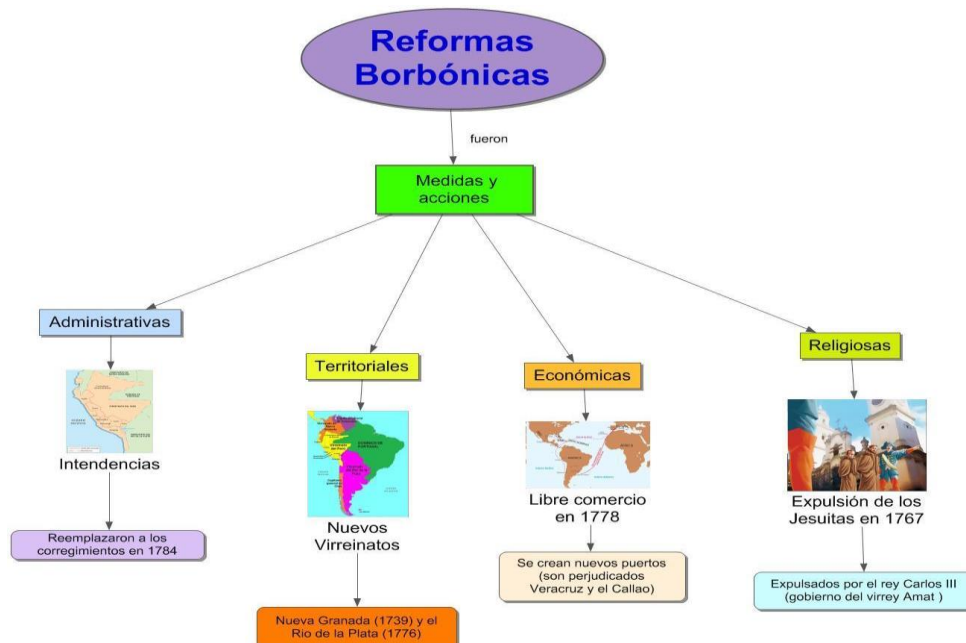 Reformas
Borbónicas
fueron
Medidas y
acciones
Administrativas
Intendencias
Reemplazaron a los
corregimientos en 1784
Territoriales
Nuevos
Virreinatos
Nueva Granada (1739) y el
Rio de la Plata (1776)
Económicas
Libre comercio
en 1778
Se crean nuevos puertos
(son perjudicados
Veracruz y el Callao)
Religiosas
Expulsión de los
Jesuitas en 1767
Expulsados por el rey Carlos III
(gobierno del virrey Amat )